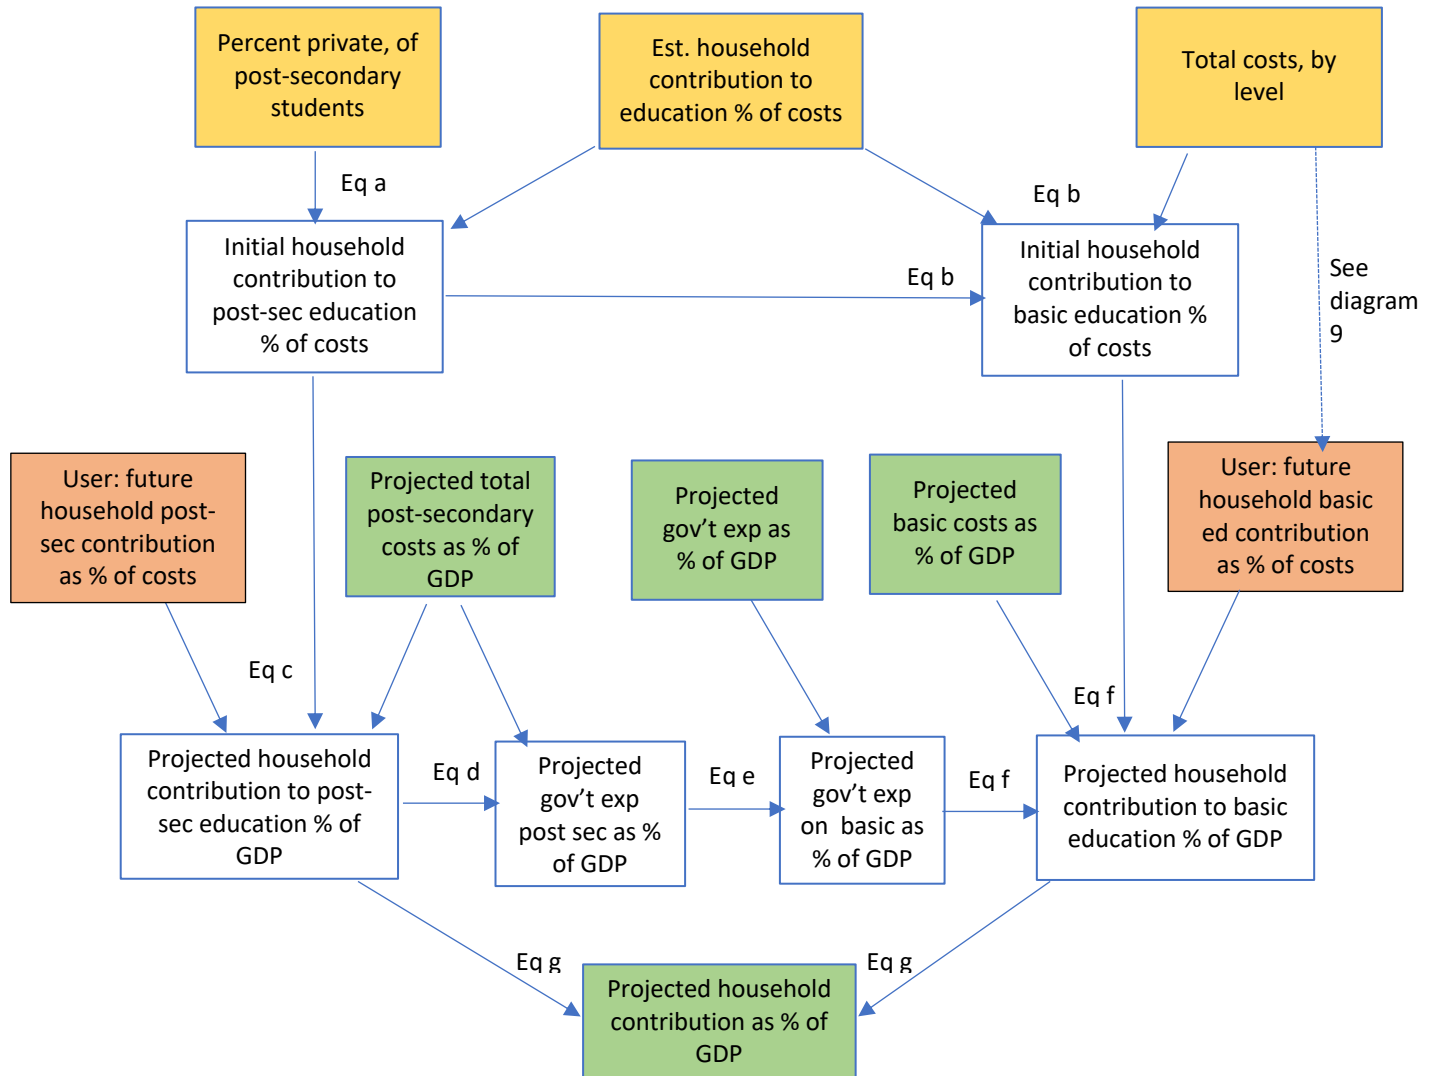 Percent private, of
post-secondary
students
Est. household
contribution to
education % of costs
Total costs, by
level
Eq a
Eq b
Initial household
contribution to
post-sec education
% of costs
Eq b
Initial household
contribution to
basic education %
of costs
See
diagram
9
User: future
household post-
sec contribution
as % of costs
Projected total
post-secondary
costs as % of
GDP
Projected
gov’t exp as
% of GDP
Projected
basic costs as
% of GDP
User: future
household basic
ed contribution
as % of costs
Eq c
Eq f
Projected household
contribution to post-
sec education % of
GDP
Eq d
Projected
gov’t exp
post sec as %
of GDP
Eq e
Projected
gov’t exp
on basic as
% of GDP
Eq f
Projected household
contribution to basic
education % of GDP
Eq g
Eq g
Projected household
contribution as % of
GDP